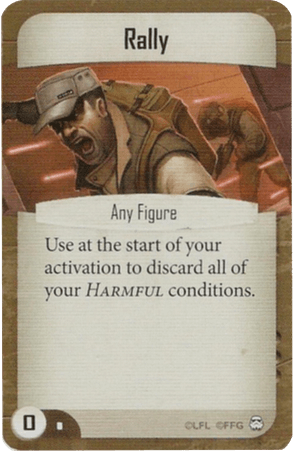 Rally
Any Figure
Use at the start of your
activation to discard all of
your HARMFUL conditions.
0
©LFL ©FFG